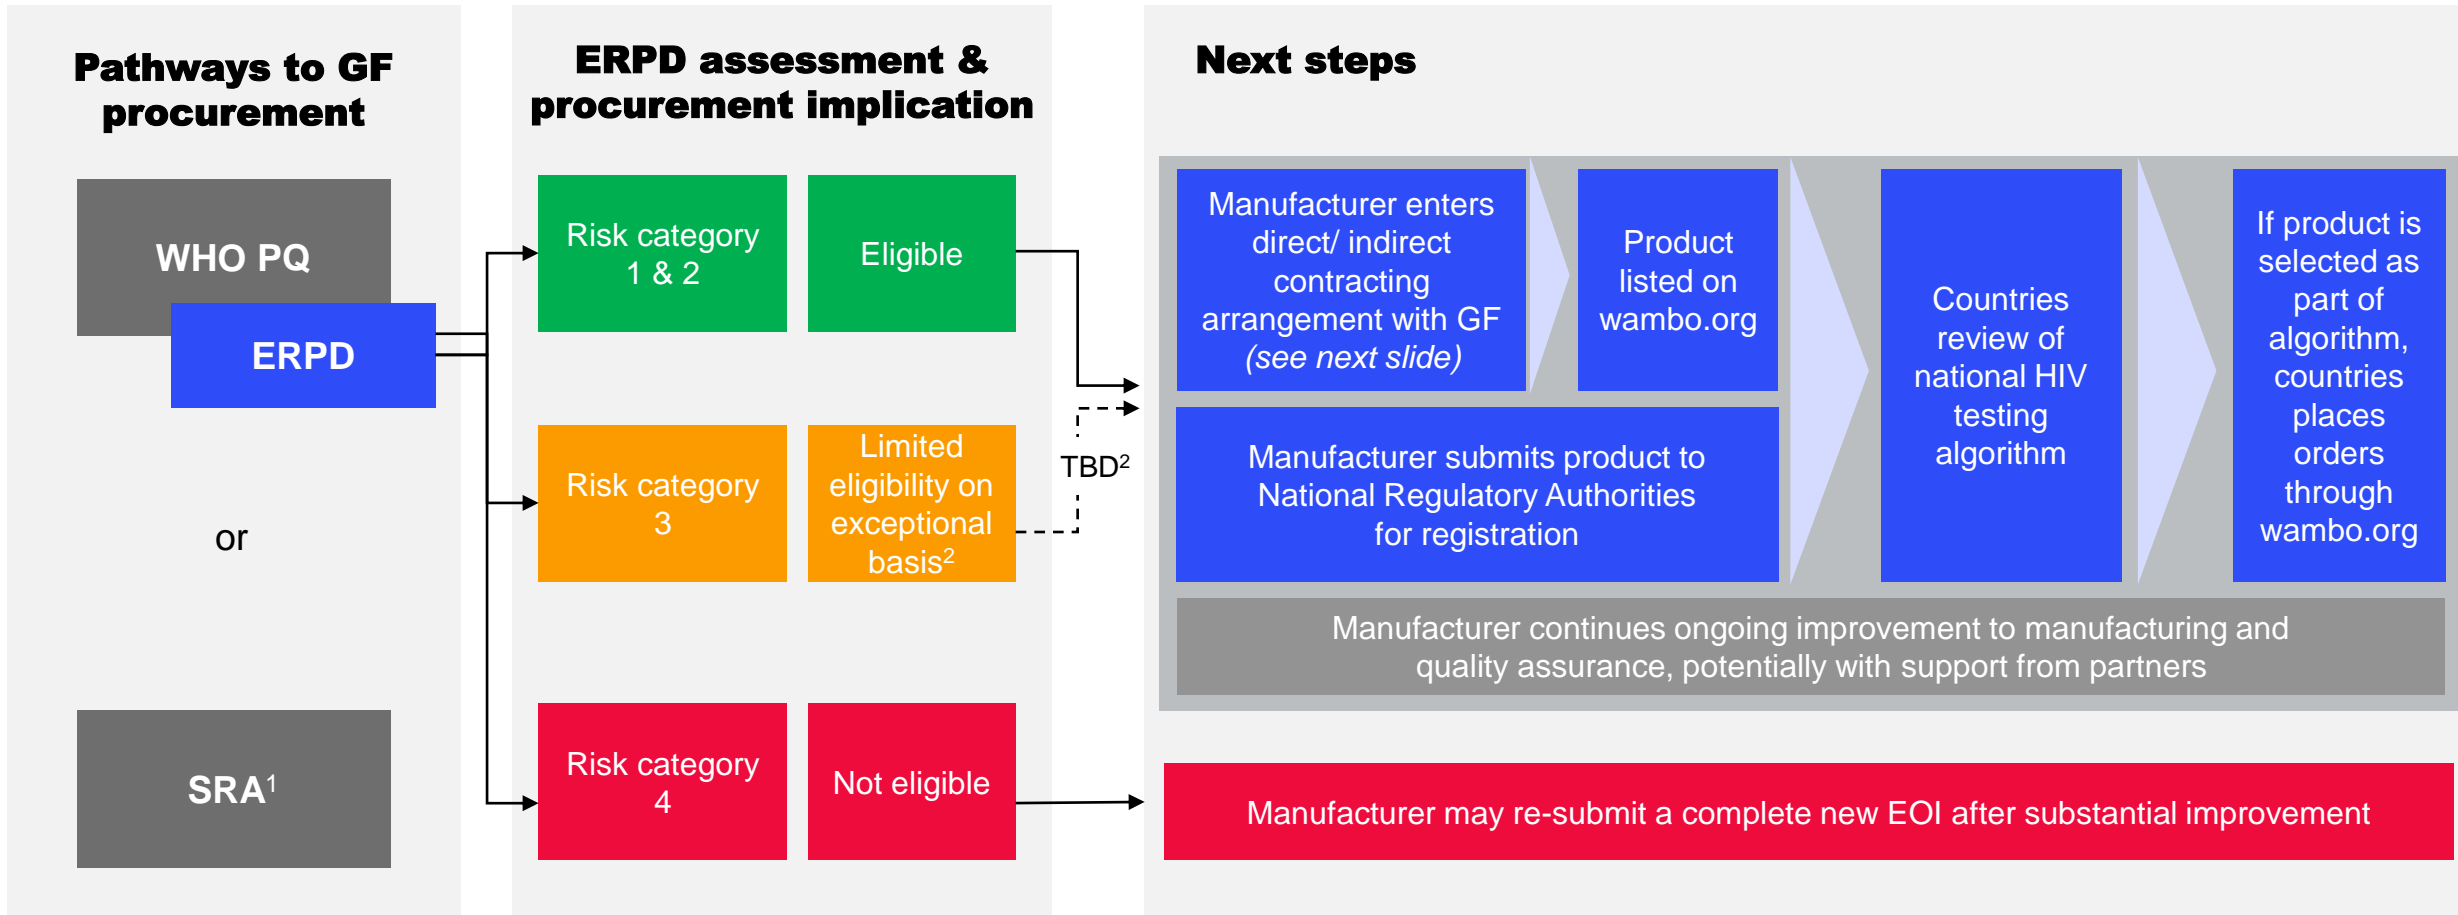 Pathways to GF
procurement
WHO PQ
ERPD
or
SRA¹
ERPD assessment &
procurement implication
Risk category
1 & 2
Eligible
Risk category
3
Limited
eligibility on
exceptional
basis²
TBD²
Risk category
4
Not eligible
Next steps
Manufacturer enters
direct/ indirect
contracting
arrangement with GF
(see next slide)
Product
listed on
wambo.org
Manufacturer submits product to
National Regulatory Authorities
for registration
Countries
review of
national HIV
testing
algorithm
If product is
selected as
part of
algorithm,
countries
places
orders
through
wambo.org
Manufacturer continues ongoing improvement to manufacturing and
quality assurance, potentially with support from partners
Manufacturer may re-submit a complete new EOI after substantial improvement